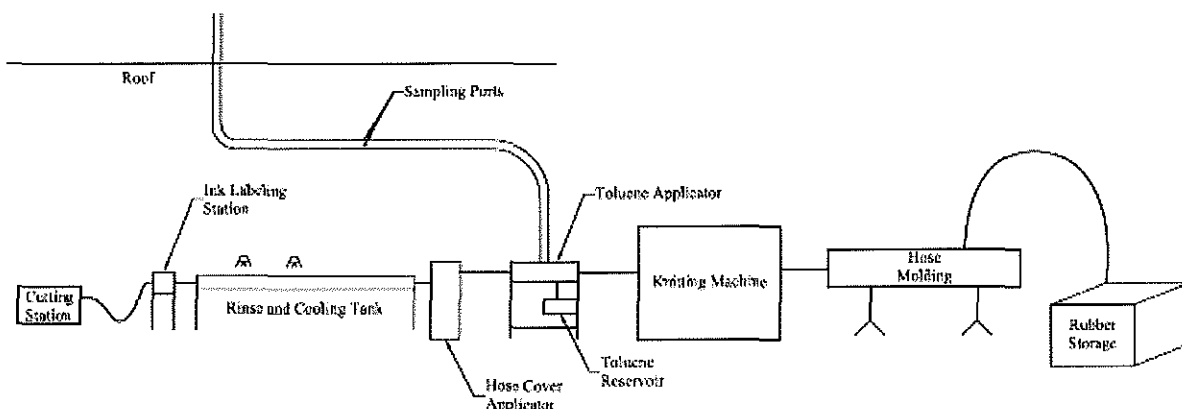 Roof
Sampling Ports
Ink Labeling
Station
Toluene Applicator
Cutting
Station
Rinse and Cooling Tank
Knitting Machine
Hose
Molding
Rubber
Storage
Toluene
Reservoir
Hose Cover
Applicator